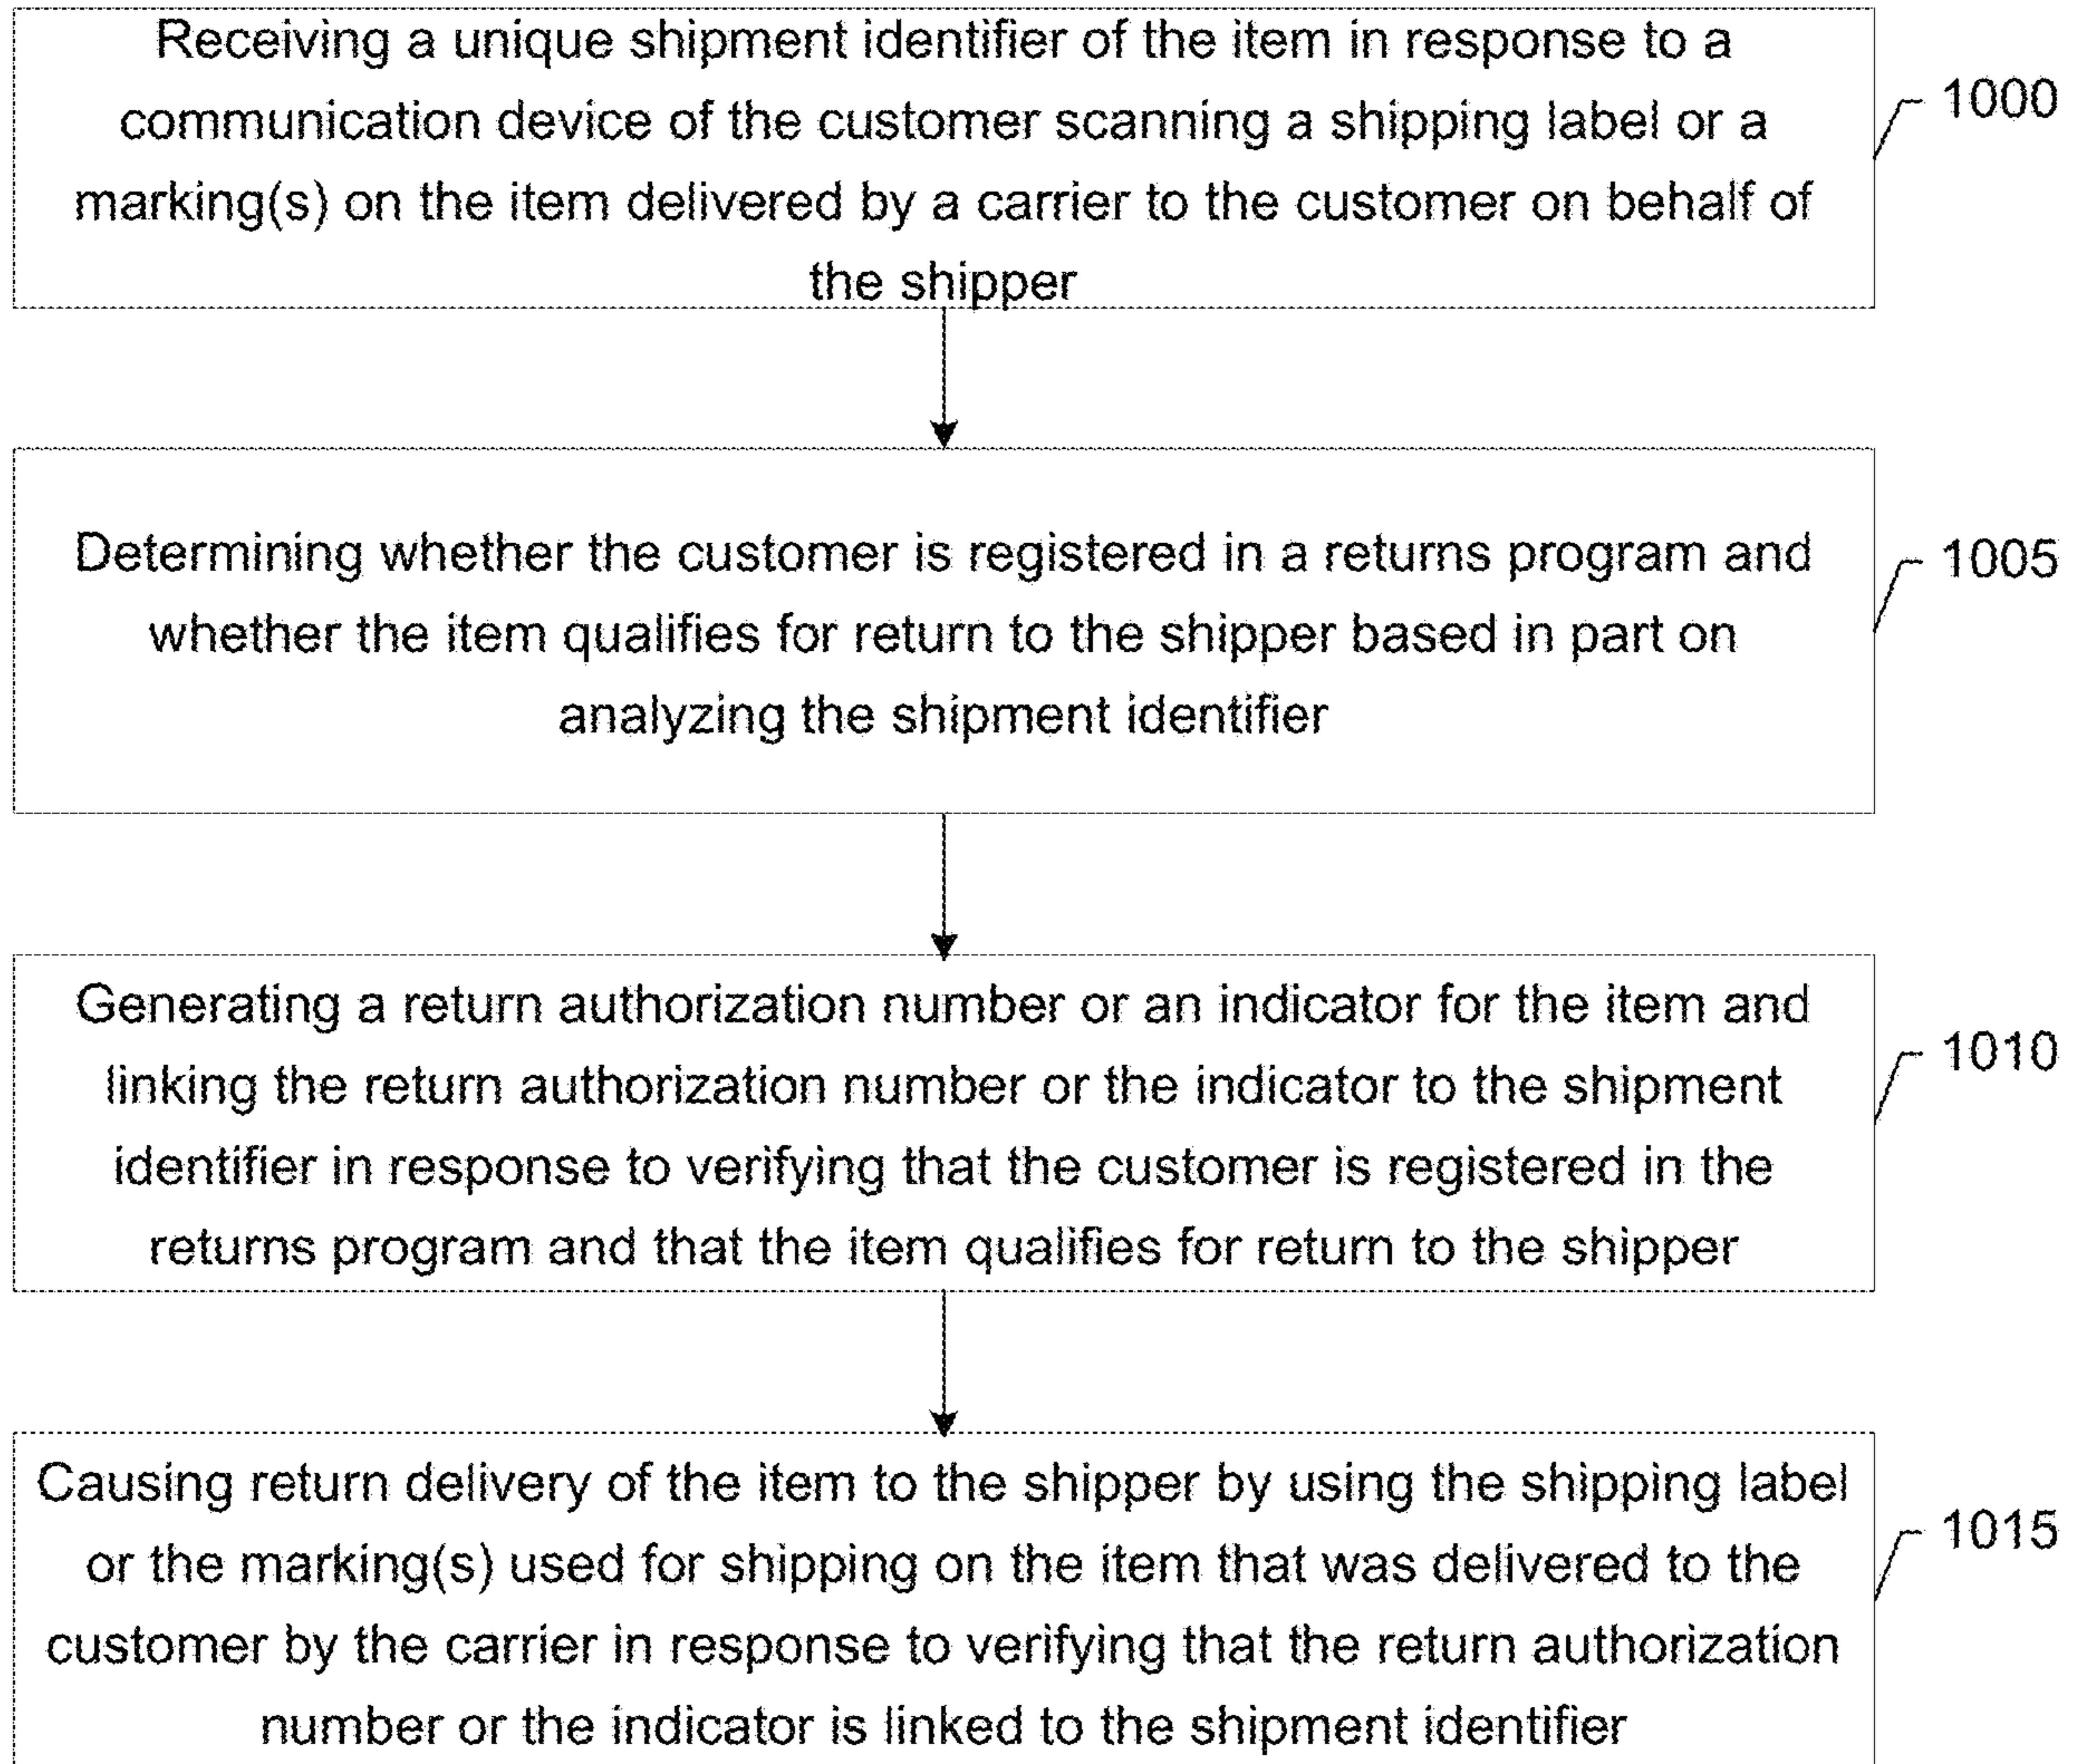 Receiving a unique shipment identifier of the item in response to a
communication device of the customer scanning a shipping label or a
marking(s) on the item delivered by a carrier to the customer on behalf of
the shipper
1000
Determining whether the customer is registered in a returns program and
whether the item qualifies for return to the shipper based in part on
analyzing the shipment identifier
1005
Generating a return authorization number or an indicator for the item and
linking the return authorization number or the indicator to the shipment
identifier in response to verifying that the customer is registered in the
returns program and that the item qualifies for return to the shipper
1010
Causing return delivery of the item to the shipper by using the shipping label
or the marking(s) used for shipping on the item that was delivered to the
customer by the carrier in response to verifying that the return authorization
number or the indicator is linked to the shipment identifier
1015